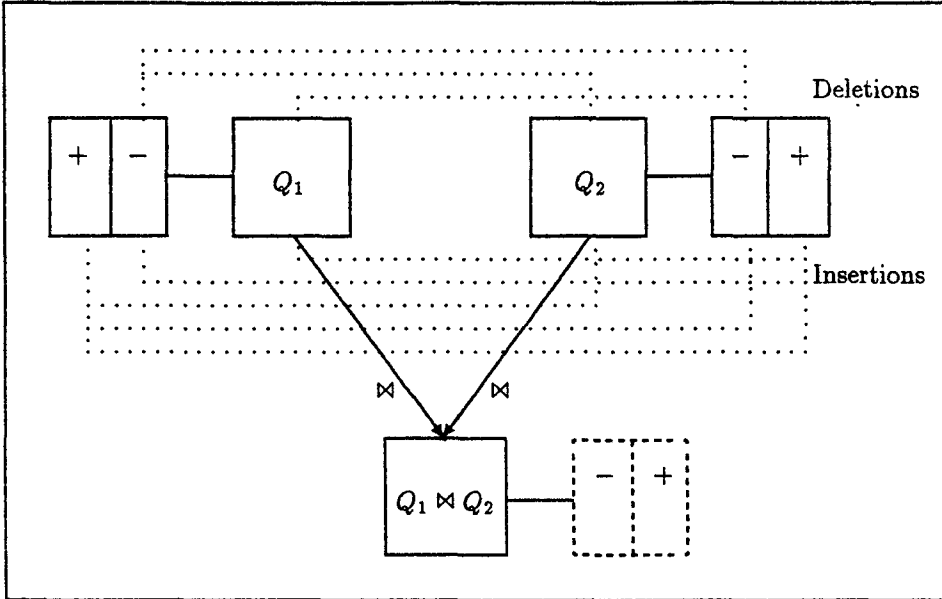 Deletions
+ − Q₁ Q₂ − +
Insertions
⋈ ⋈
Q₁ ⋈ Q₂ − +